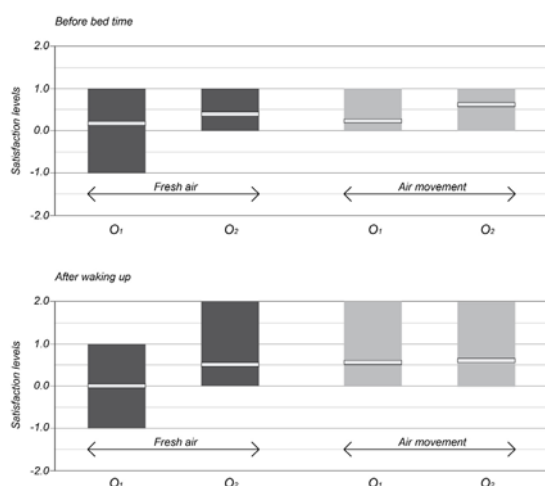 Before bed time
2.0
1.0
0.0
-1.0
-2.0
Satisfaction levels
Fresh air
Air movement
O₁
O₂
O₁
O₂
After waking up
2.0
1.0
0.0
-1.0
-2.0
Satisfaction levels
Fresh air
Air movement
O₁
O₂
O₁
O₂